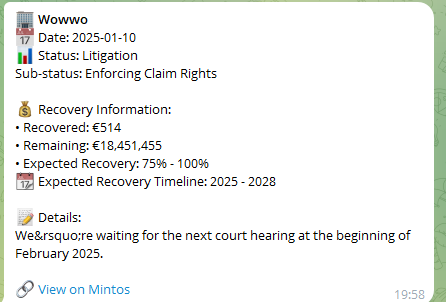 🏢 Wowwo
📅 Date: 2025-01-10
📊 Status: Litigation
Sub-status: Enforcing Claim Rights
💰 Recovery Information:
• Recovered: €514
• Remaining: €18,451,455
• Expected Recovery: 75% - 100%
📆 Expected Recovery Timeline: 2025 - 2028
📝 Details:
We&rsquo;re waiting for the next court hearing at the beginning of
February 2025.
🔗 View on Mintos
19:58